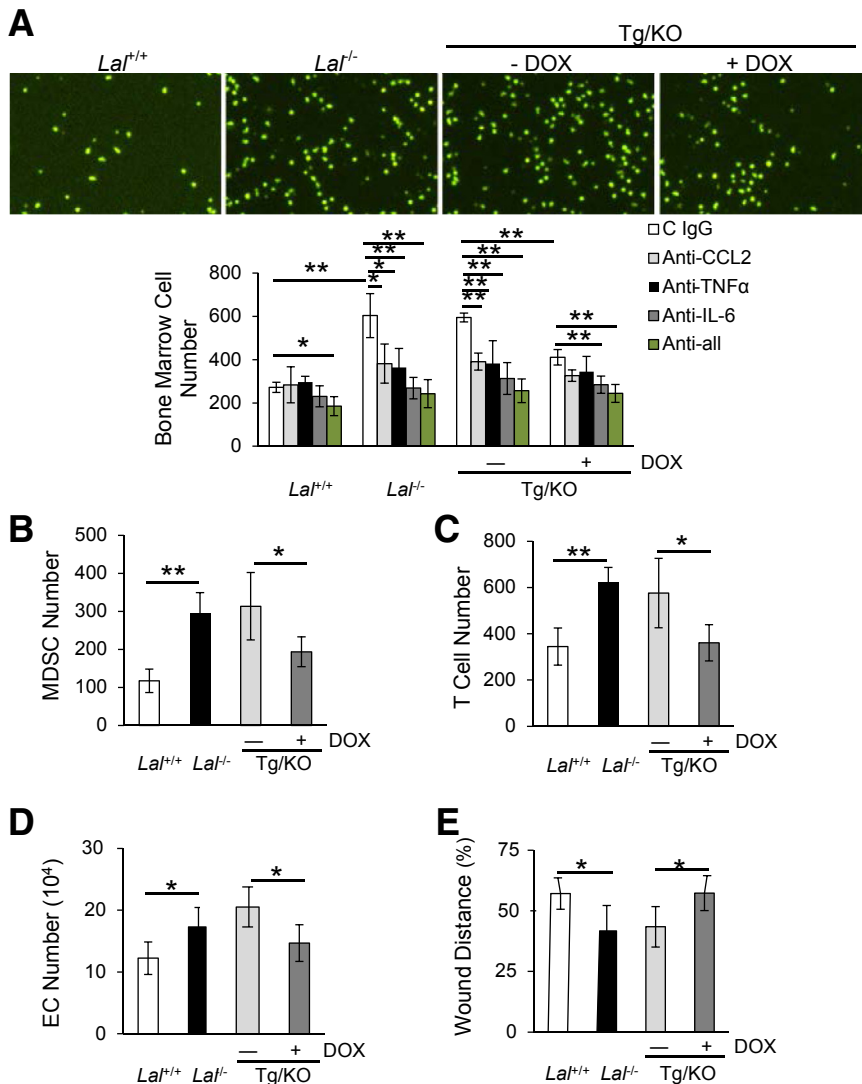 A
Tg/KO
Lal+/+ Lal-/- - DOX + DOX
C IgG
Anti-CCL2
Anti-TNFα
Anti-IL-6
Anti-all
** ** ** * * ** ** ** ** ** ** ** *
Bone Marrow Cell
Number
800
600
400
200
0
— + DOX
Lal+/+ Lal-/- Tg/KO
B
MDSC Number
500
400
300
200
100
0
** *
— + DOX
Lal+/+ Lal-/- Tg/KO
C
T Cell Number
800
600
400
600
0
** *
— + DOX
Lal+/+ Lal-/- Tg/KO
D
EC Number (10⁴)
30
20
10
0
* *
— + DOX
Lal+/+ Lal-/- Tg/KO
E
Wound Distance (%)
75
50
25
0
* *
— + DOX
Lal+/+ Lal-/- Tg/KO